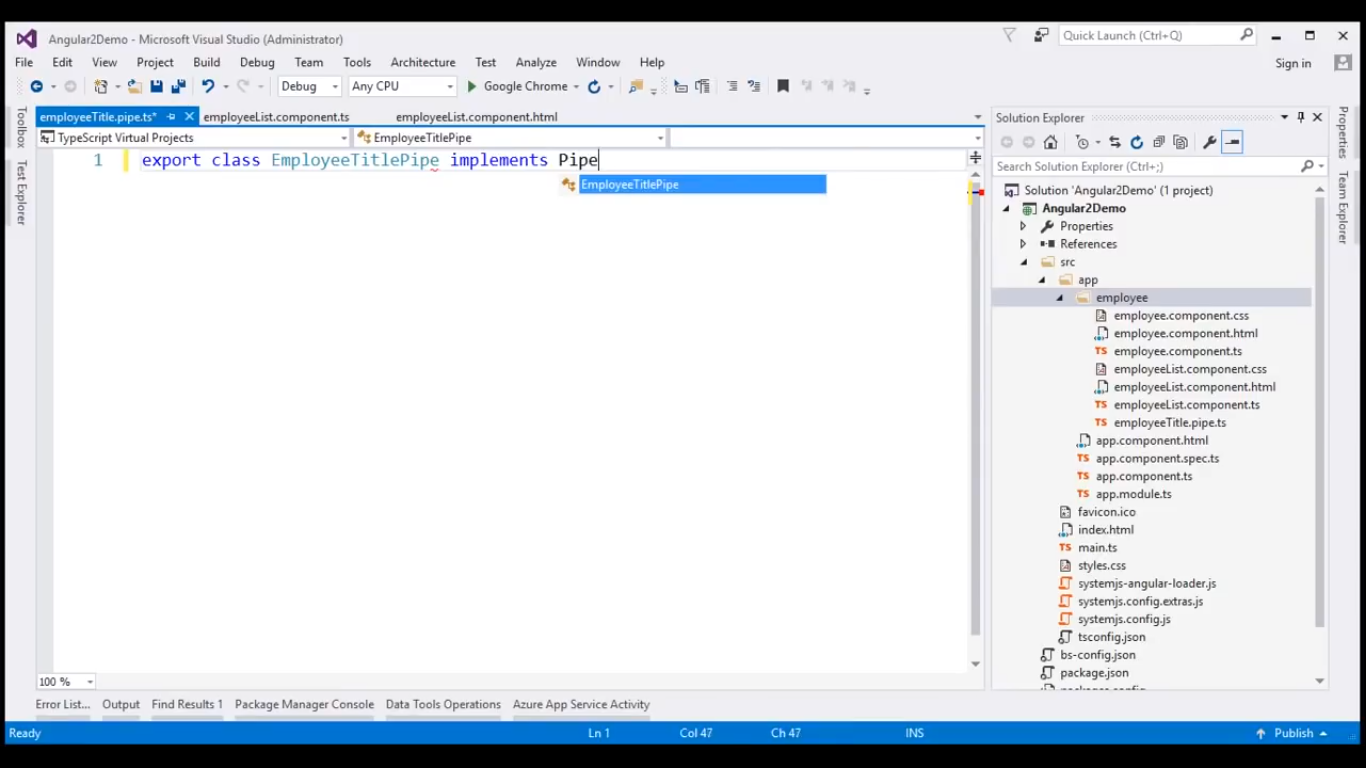 Angular2Demo - Microsoft Visual Studio (Administrator)
Quick Launch (Ctrl+Q)
File Edit View Project Build Debug Team Tools Architecture Test Analyze Window Help
Sign in
Debug Any CPU Google Chrome
employeeTitle.pipe.ts* employeeList.component.ts employeeList.component.html
TypeScript Virtual Projects EmployeeTitlePipe
1 export class EmployeeTitlePipe implements Pipe
EmployeeTitlePipe
Toolbox
Test Explorer
Solution Explorer
Search Solution Explorer (Ctrl+;)
Solution 'Angular2Demo' (1 project)
Angular2Demo
Properties
References
src
app
employee
employee.component.css
employee.component.html
employee.component.ts
employeeList.component.css
employeeList.component.html
employeeList.component.ts
employeeTitle.pipe.ts
app.component.html
app.component.spec.ts
app.component.ts
app.module.ts
favicon.ico
index.html
main.ts
styles.css
systemjs-angular-loader.js
systemjs.config.extras.js
systemjs.config.js
tsconfig.json
bs-config.json
package.json
Properties
Team Explorer
100 %
Error List... Output Find Results 1 Package Manager Console Data Tools Operations Azure App Service Activity
Ready Ln 1 Col 47 Ch 47 INS Publish